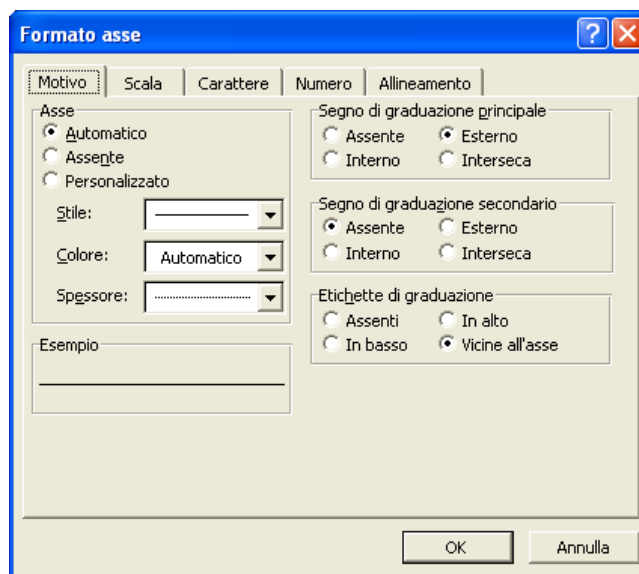 Formato asse
Motivo Scala Carattere Numero Allineamento
Asse
Automatico
Assente
Personalizzato
Stile:
Colore: Automatico
Spessore:
Esempio
Segno di graduazione principale
Assente Esterno
Interno Interseca
Segno di graduazione secondario
Assente Esterno
Interno Interseca
Etichette di graduazione
Assenti In alto
In basso Vicine all'asse
OK Annulla